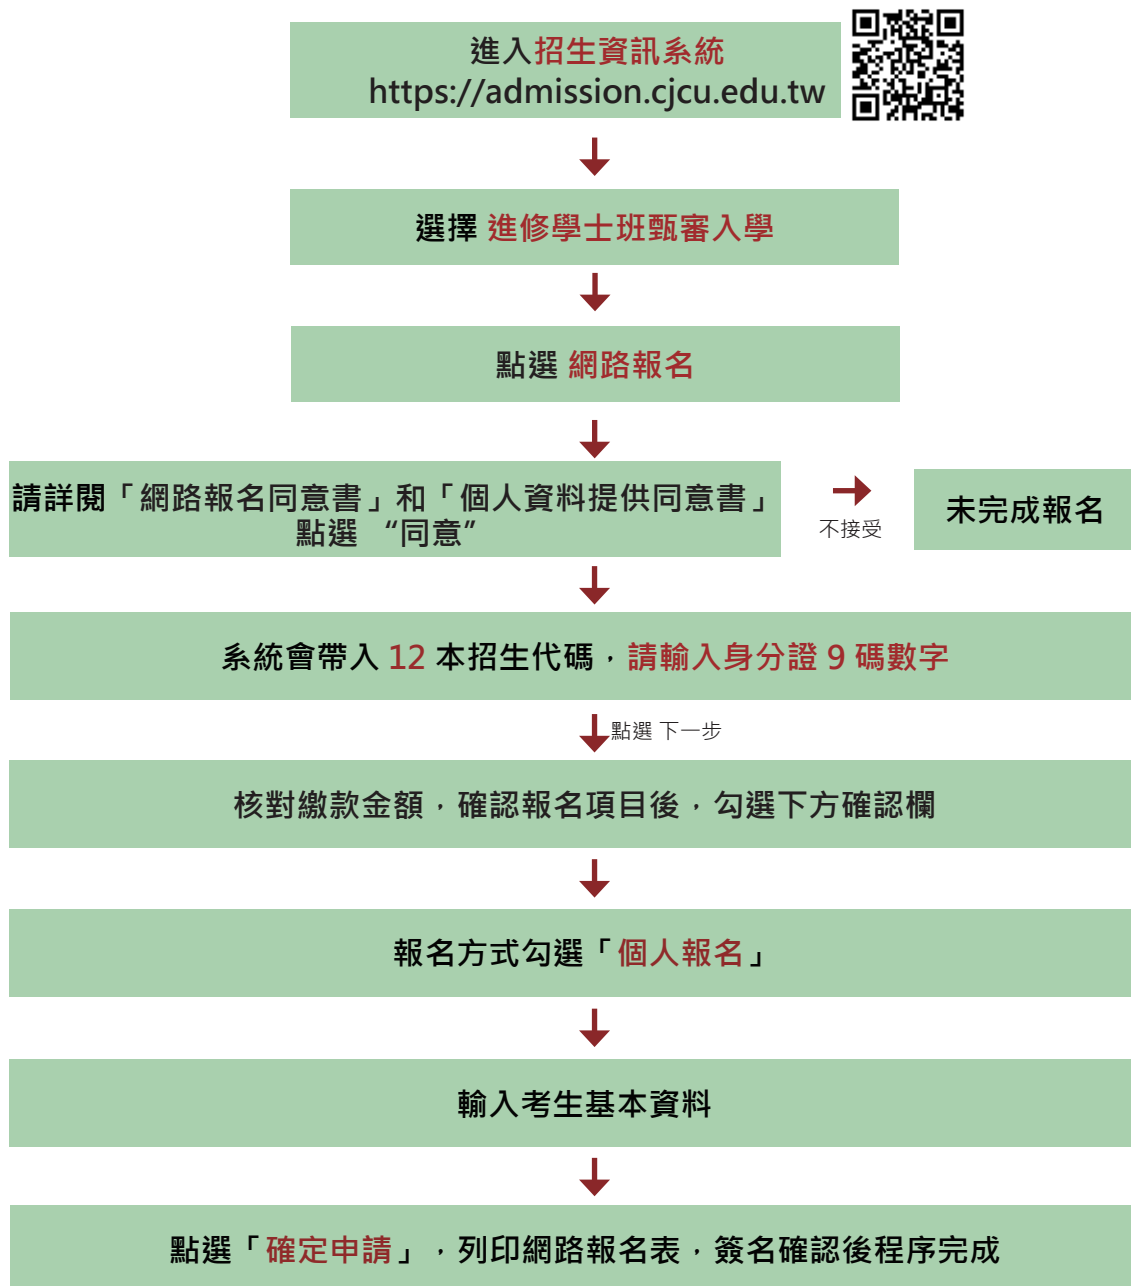 進入招生資訊系統
https://admission.cjcu.edu.tw
選擇 進修學士班甄審入學
點選 網路報名
請詳閱「網路報名同意書」和「個人資料提供同意書」
點選 “同意”
不接受
未完成報名
系統會帶入 12 本招生代碼，請輸入身分證 9 碼數字
點選 下一步
核對繳款金額，確認報名項目後，勾選下方確認欄
報名方式勾選「個人報名」
輸入考生基本資料
點選「確定申請」，列印網路報名表，簽名確認後程序完成